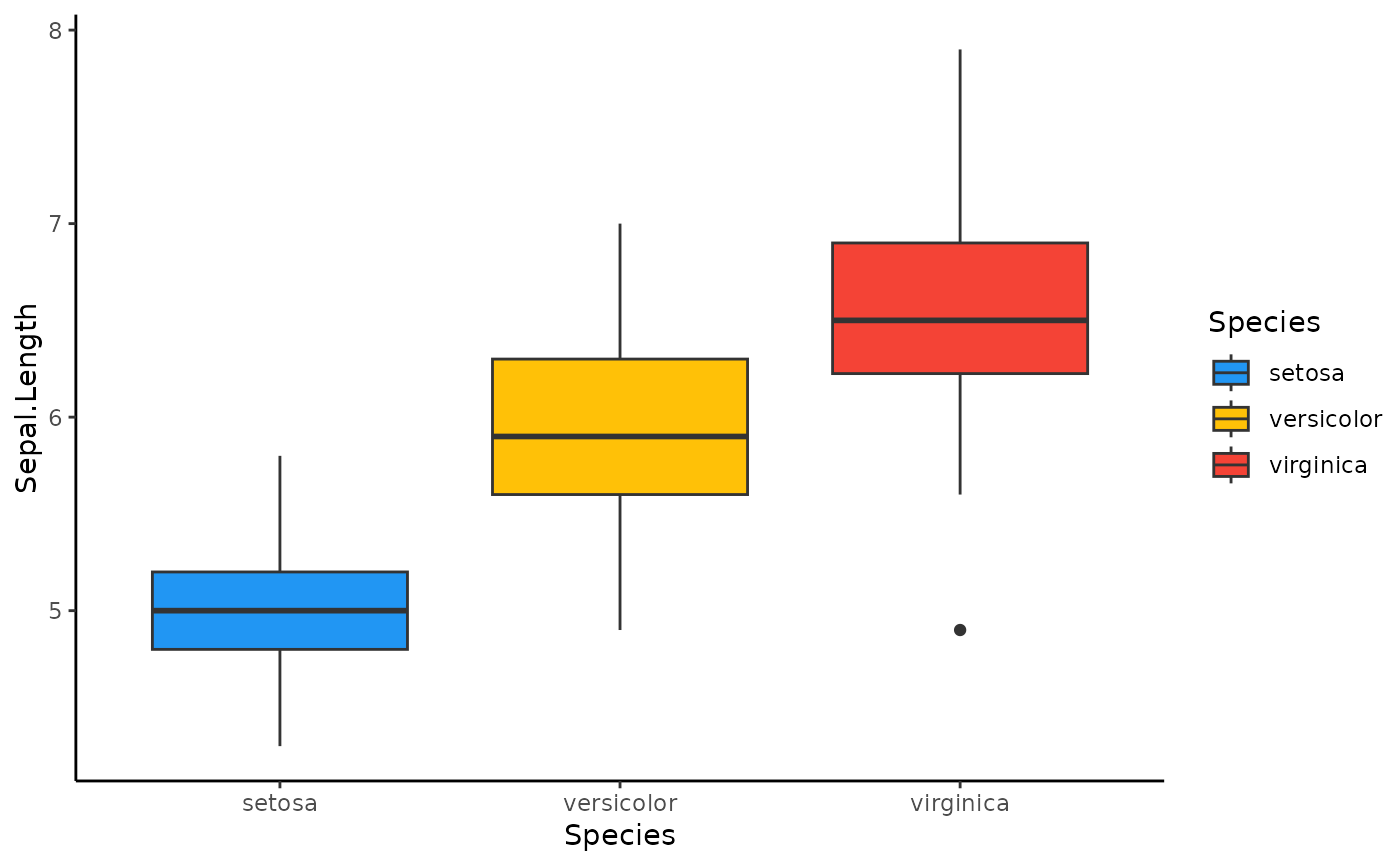 Sepal.Length
8
7
6
5
setosa
versicolor
virginica
Species
Species
setosa
versicolor
virginica